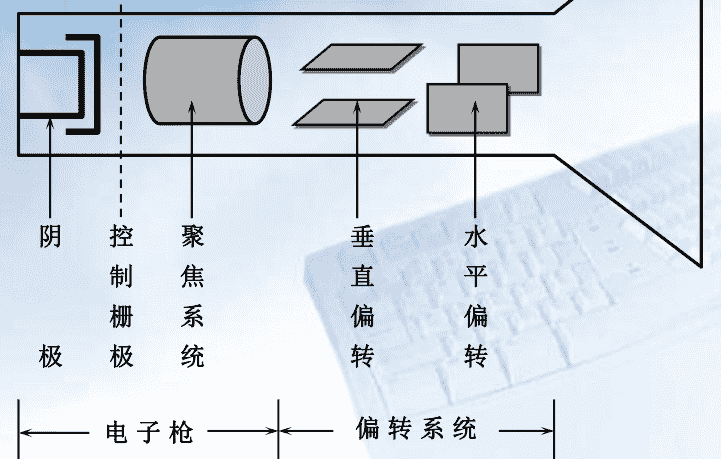 阴极
控制栅极
聚焦系统
垂直偏转
水平偏转
电子枪
偏转系统